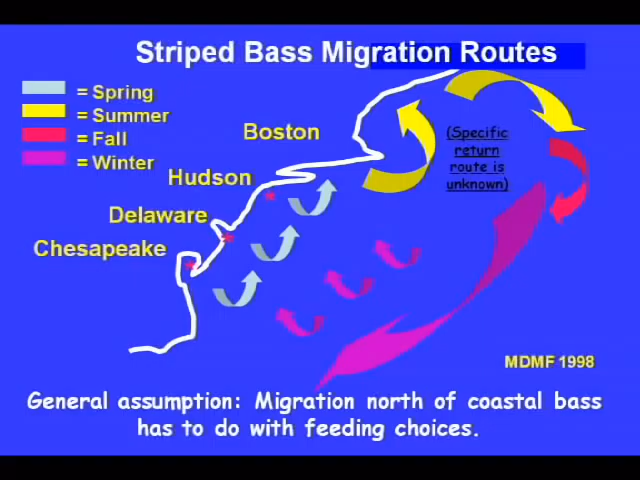 Striped Bass Migration Routes
= Spring
= Summer
= Fall
= Winter
Boston
Hudson
Delaware
Chesapeake
(Specific
return
route is
unknown)
MDMF 1998
General assumption: Migration north of coastal bass
has to do with feeding choices.